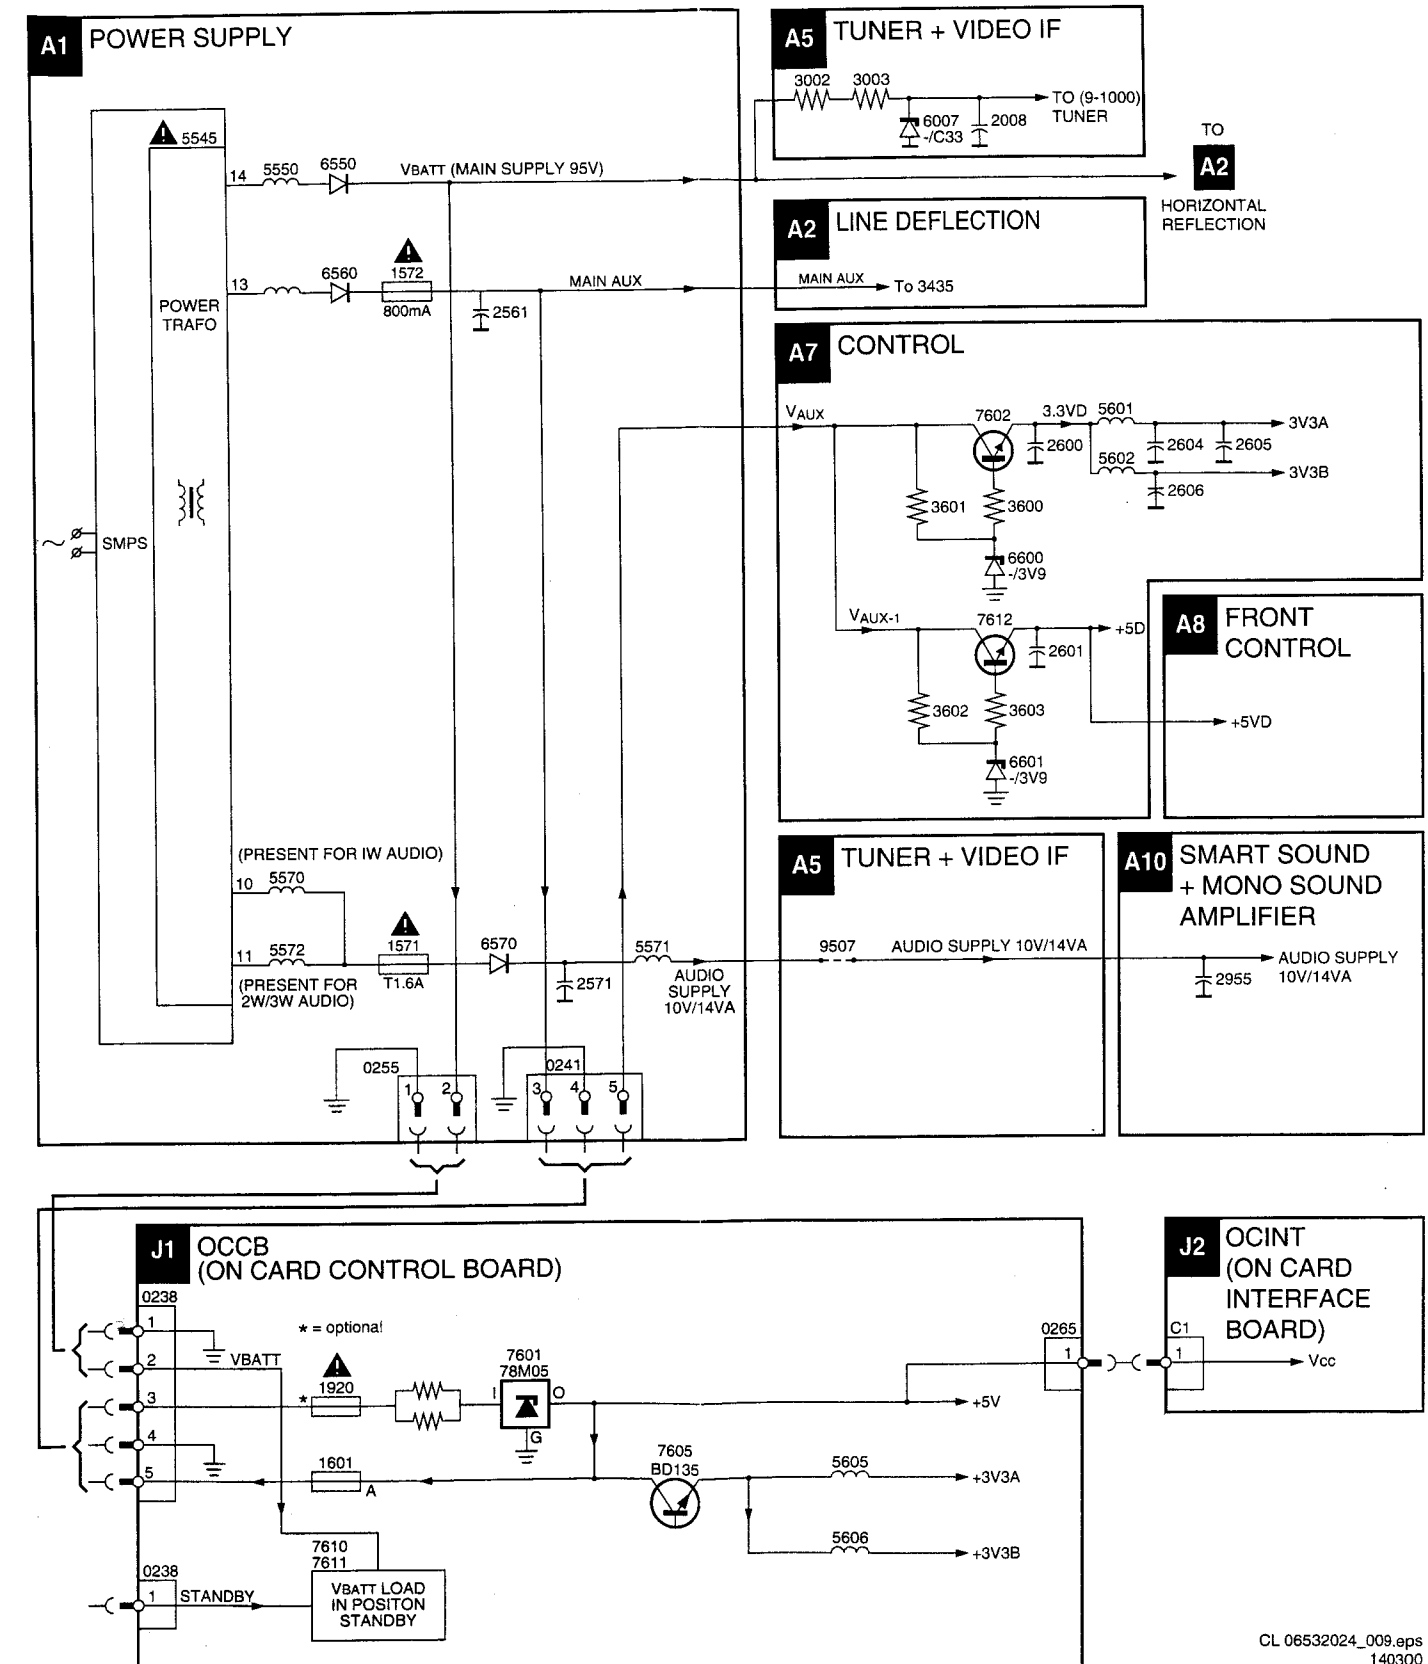 A1 POWER SUPPLY
5545
14
5550
6550
VBATT (MAIN SUPPLY 95V)
13
6560
1572
800mA
2561
MAIN AUX
POWER
TRAFO
SMPS
(PRESENT FOR IW AUDIO)
10
5570
11
5572
(PRESENT FOR
2W/3W AUDIO)
1571
T1.6A
6570
2571
5571
AUDIO
SUPPLY
10V/14VA
0255
1
2
0241
3
4
5
A5 TUNER + VIDEO IF
3002
3003
6007
-/C33
2008
TO (9-1000)
TUNER
TO
A2
HORIZONTAL
REFLECTION
A2 LINE DEFLECTION
MAIN AUX
To 3435
A7 CONTROL
VAUX
7602
3.3VD
5601
3V3A
2600
2604
2605
5602
3V3B
2606
3601
3600
6600
-/3V9
VAUX-1
7612
+5D
2601
3602
3603
6601
-/3V9
A8 FRONT
CONTROL
+5VD
A5 TUNER + VIDEO IF
9507
AUDIO SUPPLY 10V/14VA
A10 SMART SOUND
+ MONO SOUND
AMPLIFIER
AUDIO SUPPLY
10V/14VA
2955
J1 OCCB
(ON CARD CONTROL BOARD)
0238
1
2
3
4
5
* = optional
VBATT
1920
*
7601
78M05
I
O
G
+5V
1601
A
7605
BD135
5605
+3V3A
5606
+3V3B
7610
7611
VBATT LOAD
IN POSITON
STANDBY
0238
1
STANDBY
0265
1
J2 OCINT
(ON CARD
INTERFACE
BOARD)
C1
1
Vcc
CL 06532024_009.eps
140300